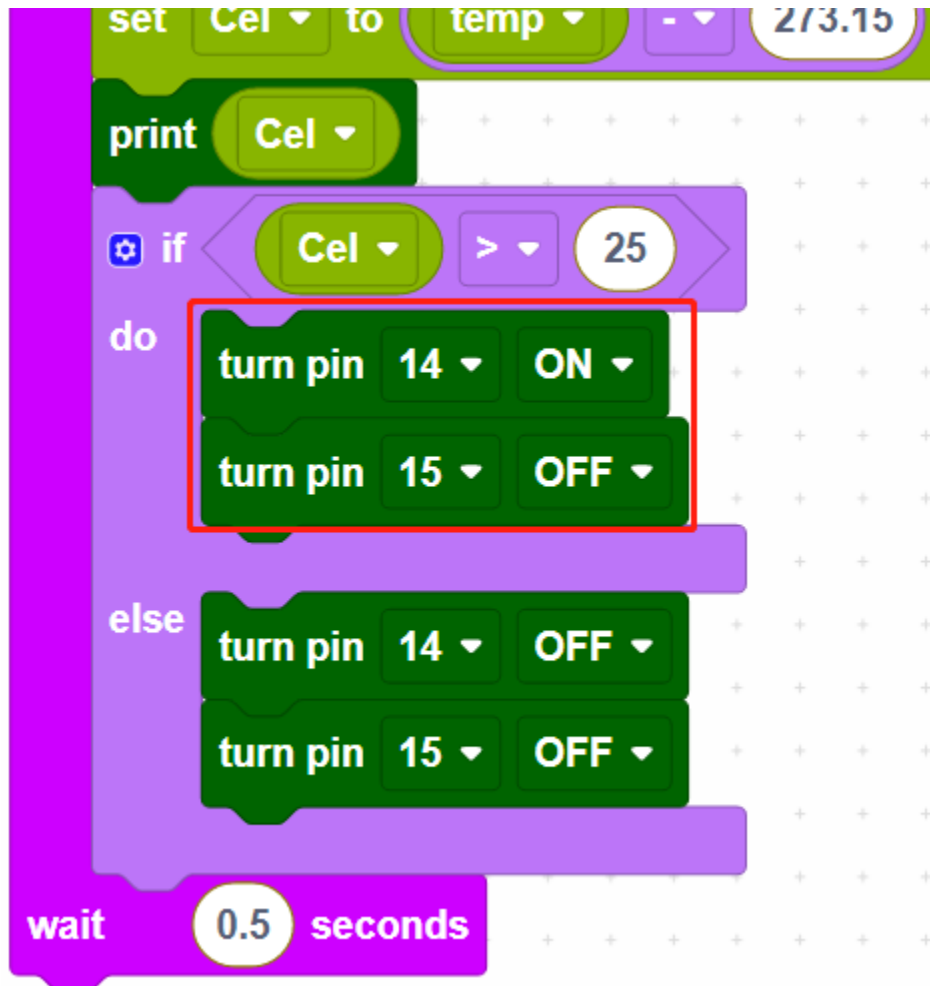 set Cel to temp - 273.15
print Cel
if Cel > 25
do
turn pin 14 ON
turn pin 15 OFF
else
turn pin 14 OFF
turn pin 15 OFF
wait 0.5 seconds